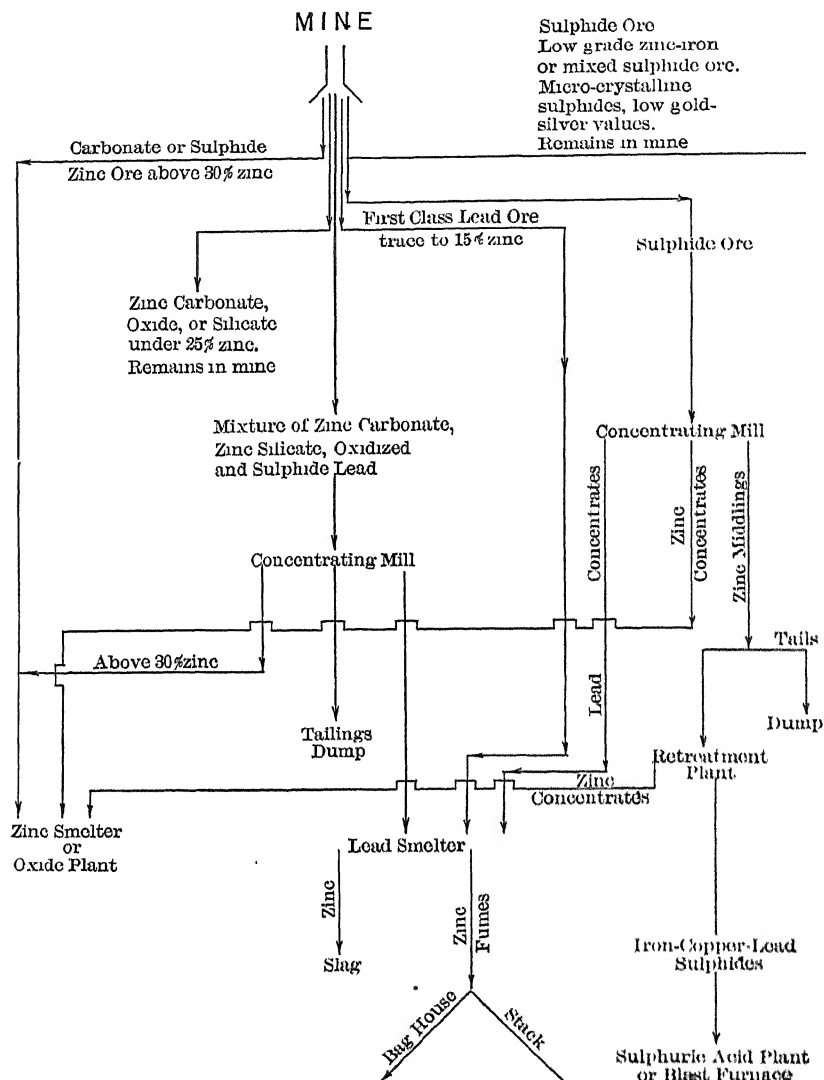 MINE
Sulphide Ore
Low grade zinc-iron
or mixed sulphide ore.
Micro-crystalline
sulphides, low gold-
silver values.
Remains in mine
Carbonate or Sulphide
Zinc Ore above 30% zinc
First Class Lead Ore
trace to 15% zinc
Sulphide Ore
Zinc Carbonate,
Oxide, or Silicate
under 25% zinc.
Remains in mine
Mixture of Zinc Carbonate,
Zinc Silicate, Oxidized
and Sulphide Lead
Concentrating Mill
Concentrates
Zinc
Concentrates
Zinc Middlings
Concentrating Mill
Above 30% zinc
Tails
Lead
Tailings
Dump
Dump
Retreatment
Plant
Zinc
Concentrates
Zinc Smelter
or
Oxide Plant
Lead Smelter
Zinc
Zinc
Fumes
Slag
Iron-Copper-Lead
Sulphides
Bag House
Stack
Sulphuric Acid Plant
or Blast Furnace